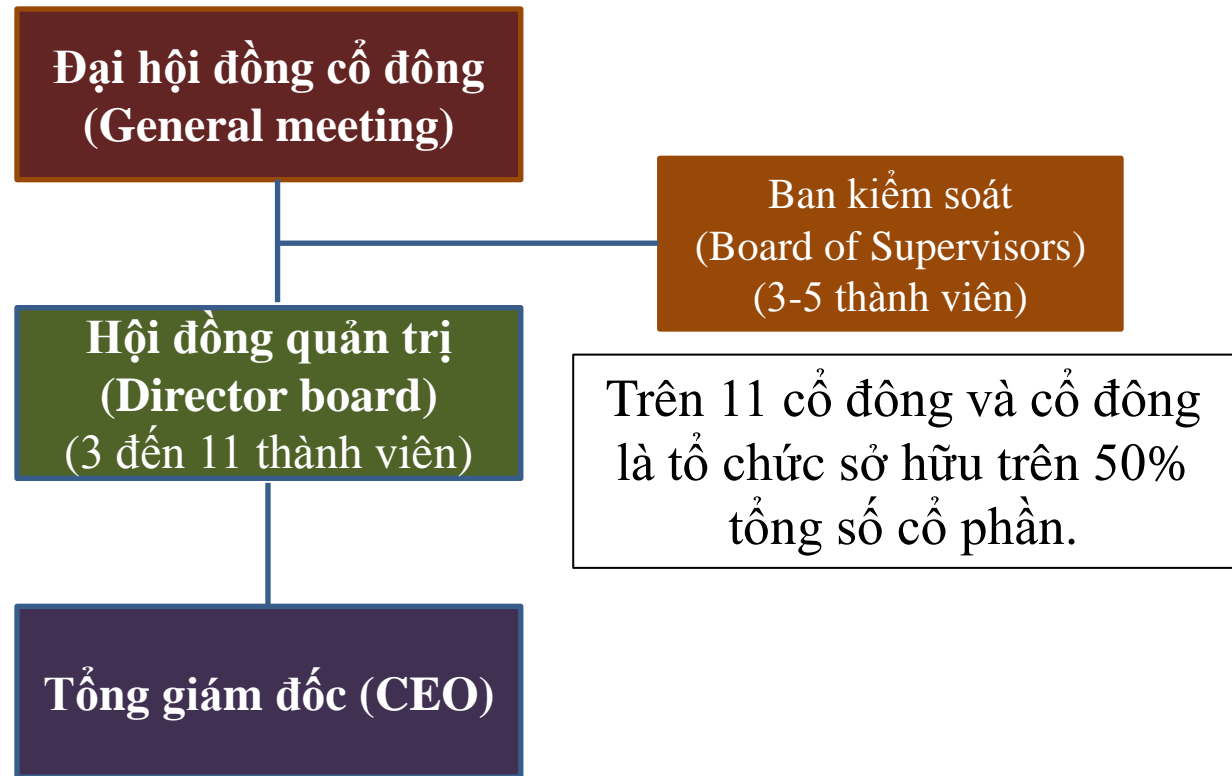 Đại hội đồng cổ đông
(General meeting)
Ban kiểm soát
(Board of Supervisors)
(3-5 thành viên)
Hội đồng quản trị
(Director board)
(3 đến 11 thành viên)
Trên 11 cổ đông và cổ đông
là tổ chức sở hữu trên 50%
tổng số cổ phần.
Tổng giám đốc (CEO)